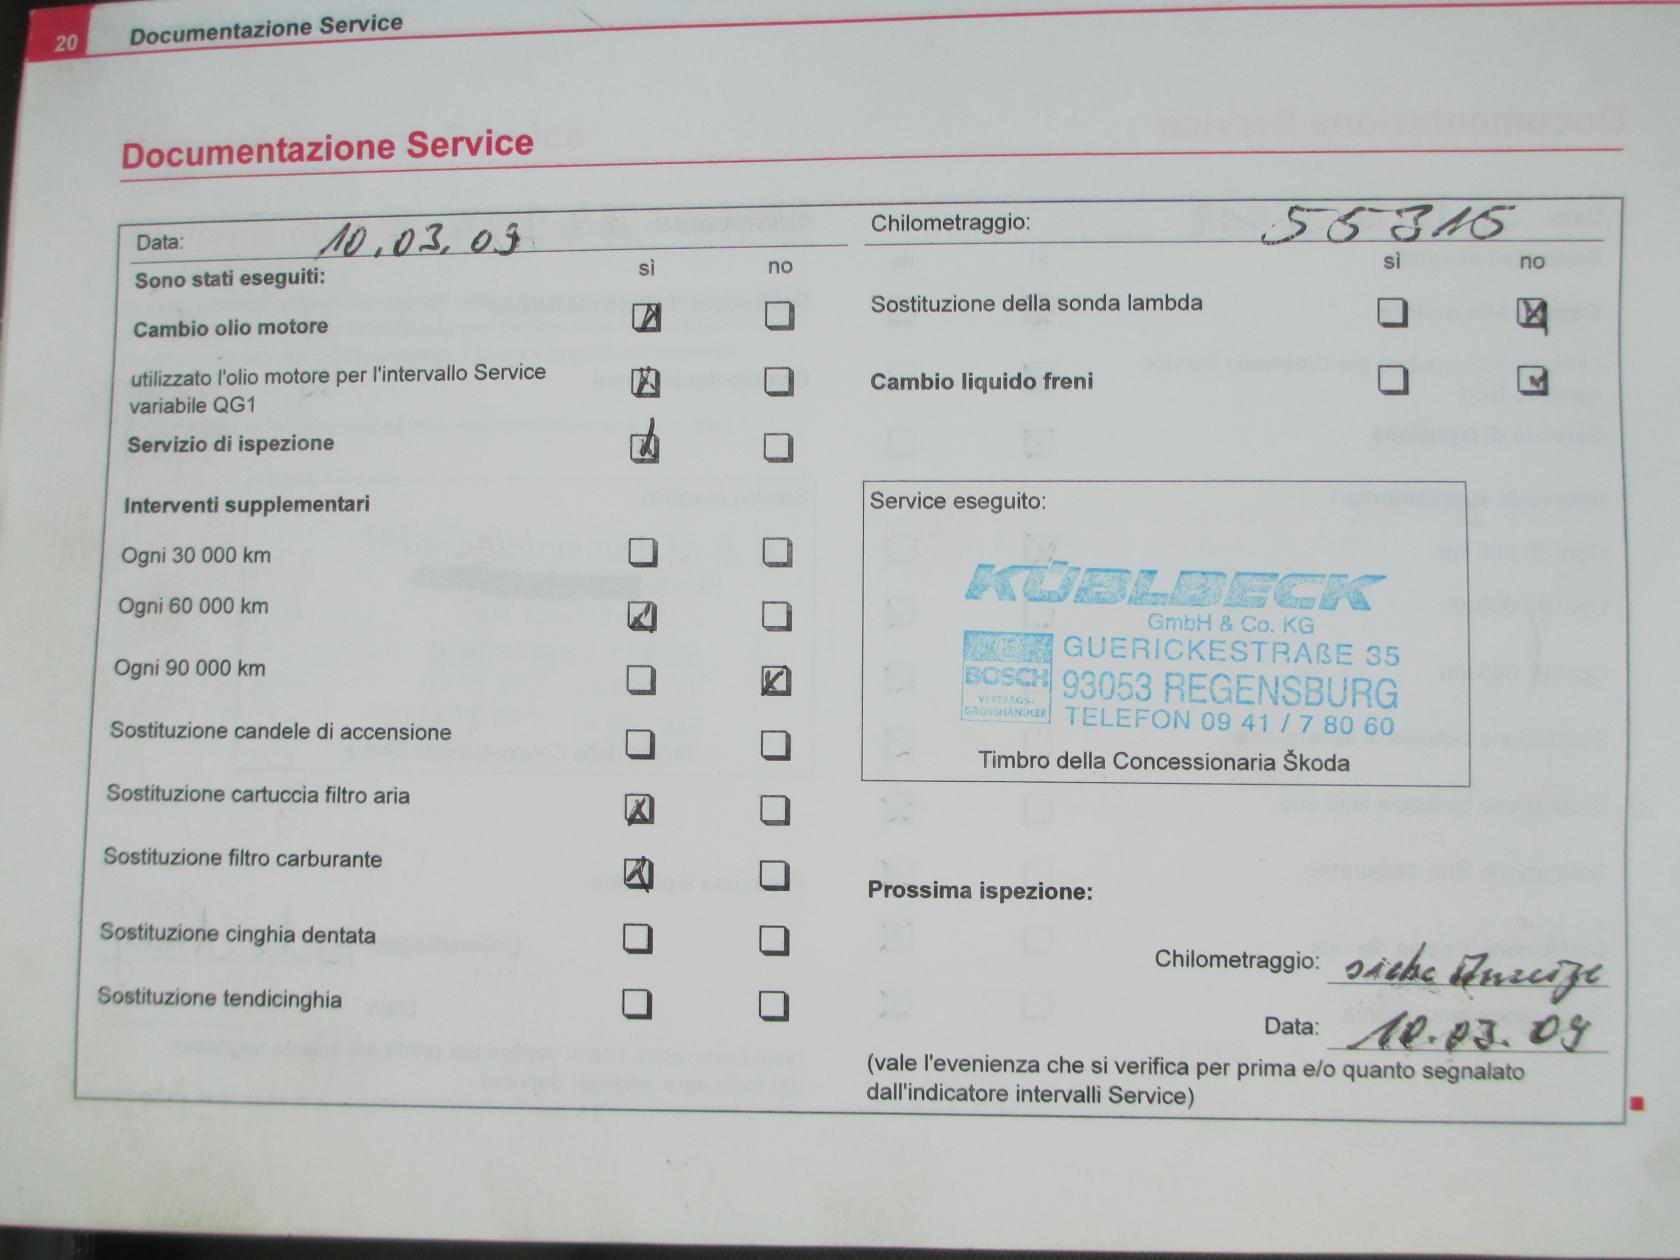 20 Documentazione Service
Documentazione Service
Data: 10.03.09
Sono stati eseguiti: sì no
Cambio olio motore
utilizzato l'olio motore per l'intervallo Service
variabile QG1
Servizio di ispezione
Interventi supplementari
Ogni 30 000 km
Ogni 60 000 km
Ogni 90 000 km
Sostituzione candele di accensione
Sostituzione cartuccia filtro aria
Sostituzione filtro carburante
Sostituzione cinghia dentata
Sostituzione tendicinghia
Chilometraggio: 55315
sì no
Sostituzione della sonda lambda
Cambio liquido freni
Service eseguito:
KÜBLBECK
GmbH & Co. KG
GUERICKESTRAßE 35
BOSCH 93053 REGENSBURG
VERTRAGS-
GROSSHÄNDLER TELEFON 09 41 / 7 80 60
Timbro della Concessionaria Škoda
Prossima ispezione:
Chilometraggio: siehe Anzeige
Data: 10.03.09
(vale l'evenienza che si verifica per prima e/o quanto segnalato
dall'indicatore intervalli Service)